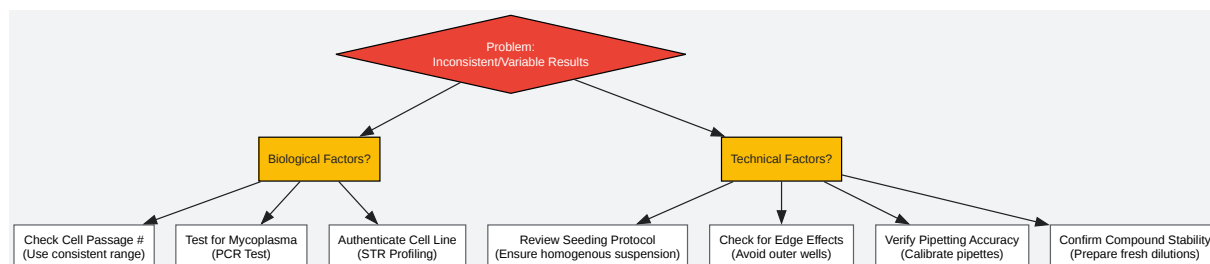 Problem:
Inconsistent/Variable Results
Biological Factors?
Technical Factors?
Check Cell Passage #
(Use consistent range)
Test for Mycoplasma
(PCR Test)
Authenticate Cell Line
(STR Profiling)
Review Seeding Protocol
(Ensure homogenous suspension)
Check for Edge Effects
(Avoid outer wells)
Verify Pipetting Accuracy
(Calibrate pipettes)
Confirm Compound Stability
(Prepare fresh dilutions)